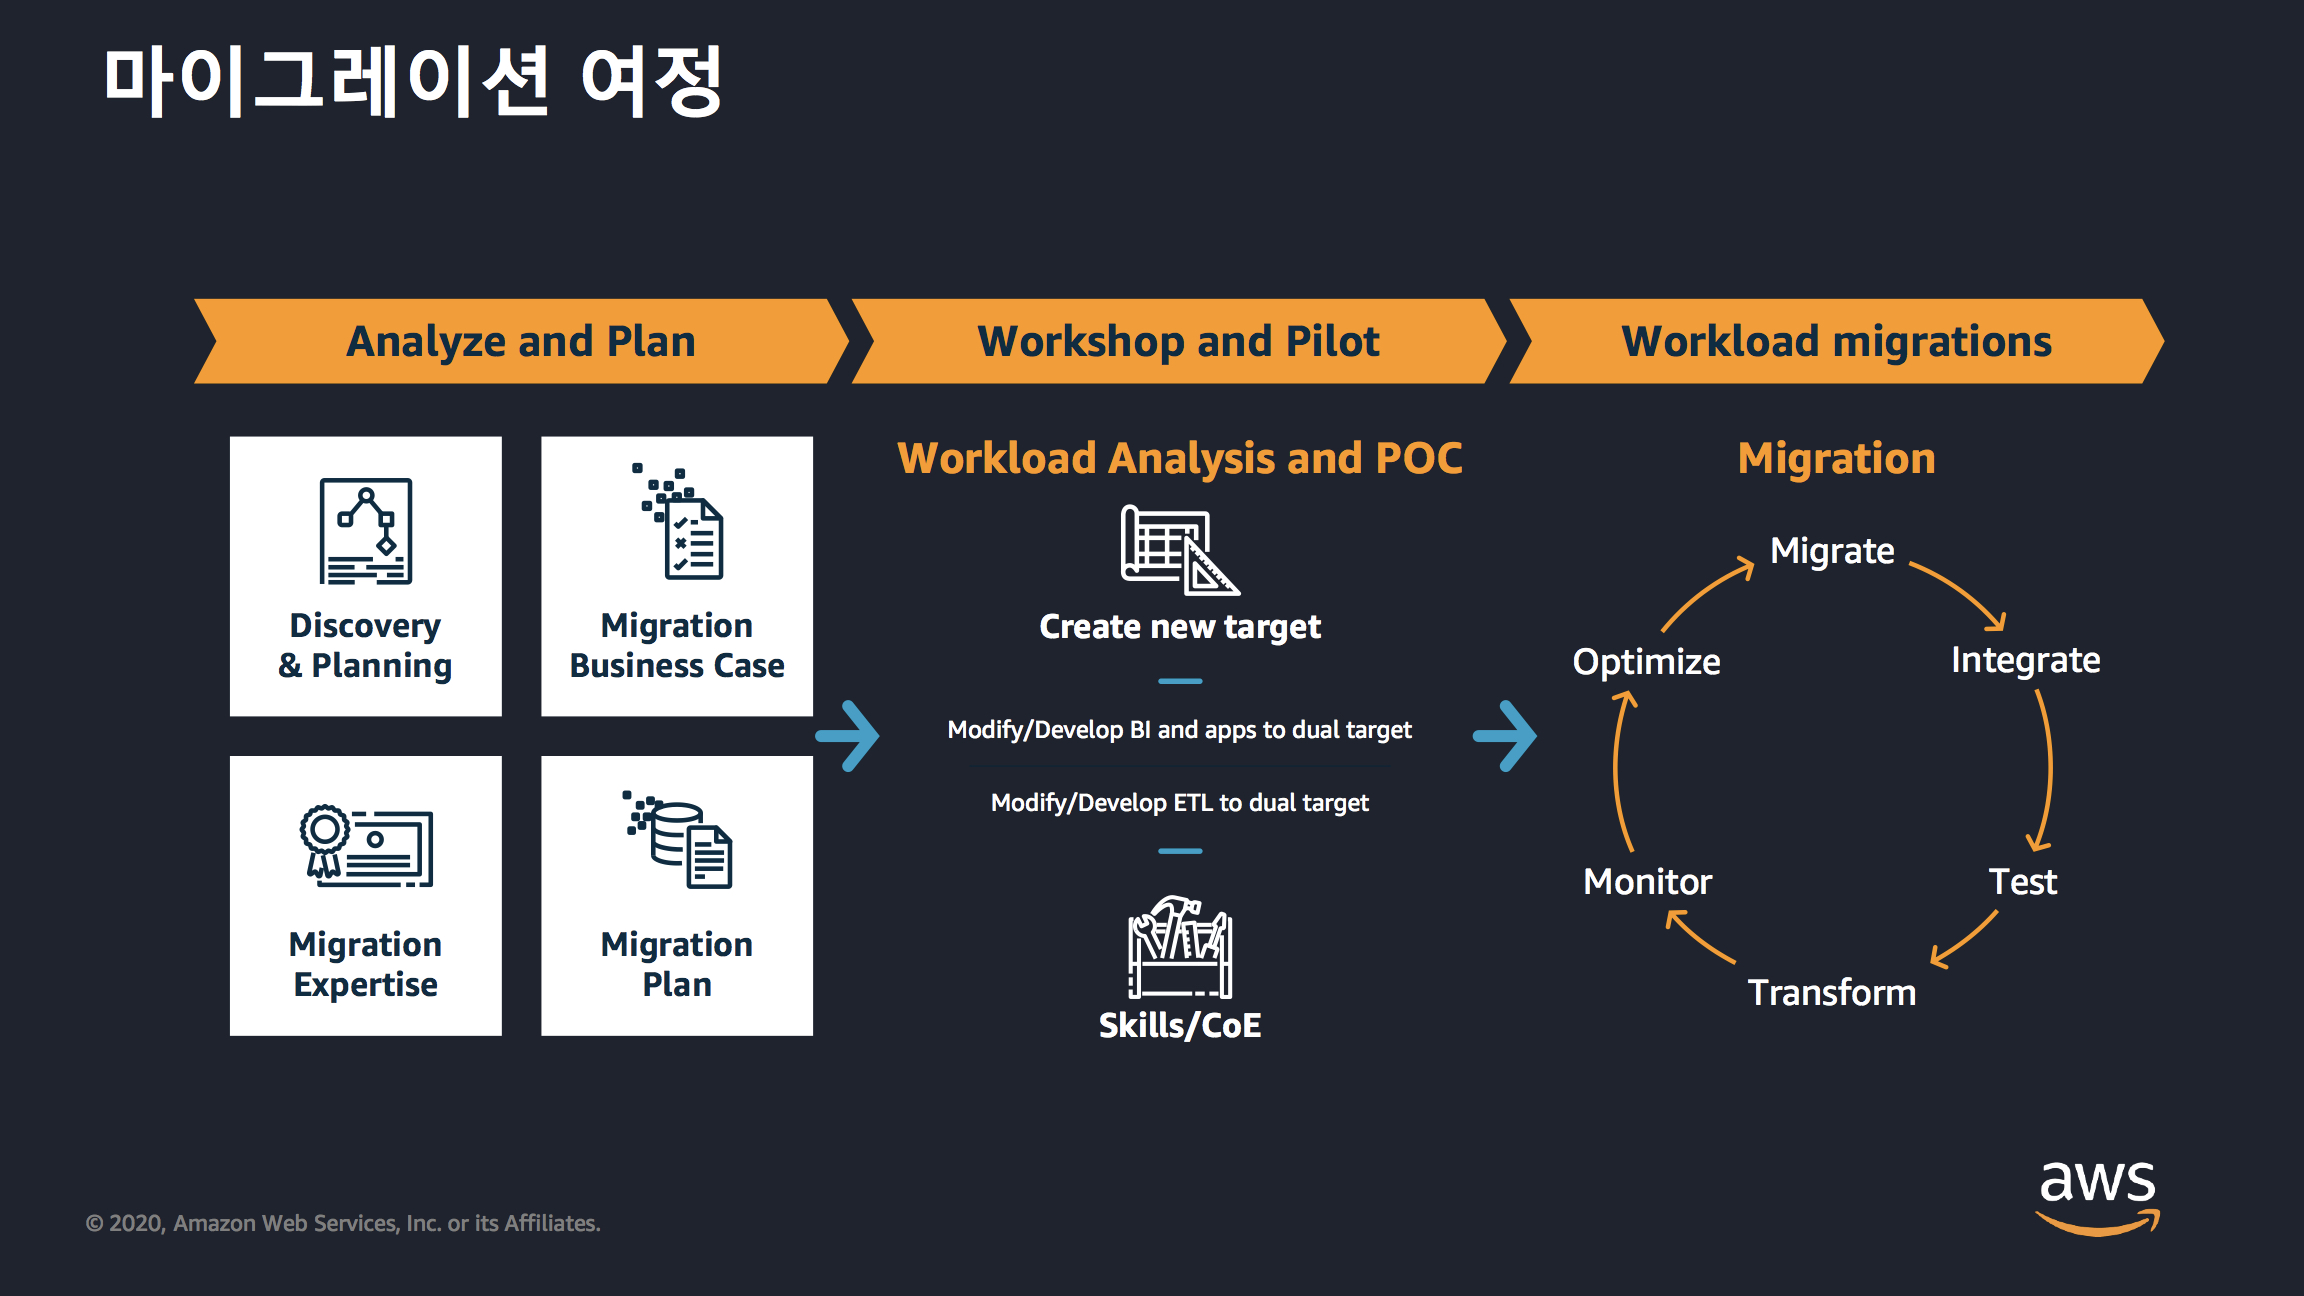 마이그레이션 여정
Analyze and Plan
Workshop and Pilot
Workload migrations
Discovery
& Planning
Migration
Business Case
Migration
Expertise
Migration
Plan
Workload Analysis and POC
Create new target
Modify/Develop BI and apps to dual target
Modify/Develop ETL to dual target
Skills/CoE
Migration
Migrate
Integrate
Test
Transform
Monitor
Optimize
© 2020, Amazon Web Services, Inc. or its Affiliates.
aws